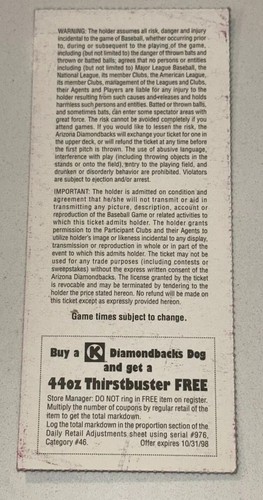 WARNING: The holder assumes all risk, danger and injury
incidental to the game of Baseball, whether occurring prior
to, during or subsequent to the playing of the game,
including (but not limited to) the danger of thrown bats and
thrown or batted balls; agrees that no persons or entities
including (but not limited to) Major League Baseball, the
National League, its member Clubs, the American League,
its member Clubs, management of the Leagues and Clubs,
their Agents and Players are liable for any injury to the
holder resulting from such causes and releases and holds
harmless such persons and entities. Batted or thrown balls,
and sometimes bats, can enter some spectator areas with
great force. The risk cannot be avoided completely if you
attend games. If you would like to lessen the risk, the
Arizona Diamondbacks will exchange your ticket for one in the
upper deck, or will refund the ticket at any time before
the first pitch is thrown. The use of abusive language,
interference with play (including throwing objects in the
stands or onto the field), entry to the playing field, and
drunken or disorderly behavior are prohibited. Violators
are subject to ejection and/or arrest.
IMPORTANT: The holder is admitted on condition and
agreement that he/she will not transmit or aid in
transmitting any picture, description, account or
reproduction of the Baseball Game or related activities to
which this ticket admits holder. The holder grants
permission to the Participant Clubs and their Agents to
utilize holder's image or likeness incidental to any display,
transmission or reproduction in whole or in part of the
event to which this admits holder. The ticket may not be
used for any trade purposes (including contests or
sweepstakes) without the express written consent of the
Arizona Diamondbacks. The license granted by the ticket
is revocable and may be terminated by tendering to the
holder the price stated hereon. No refund will be made on
this ticket except as expressly provided hereon.
Game times subject to change.
Buy a K Diamondbacks Dog
and get a
44oz Thirstbuster FREE
Store Manager: DO NOT ring in FREE item on register.
Multiply the number of coupons by regular retail of the
item to get the total markdown.
Log the total markdown in the proportion section of the
Daily Retail Adjustments sheet using serial #976,
Category #46. Offer expires 10/31/98